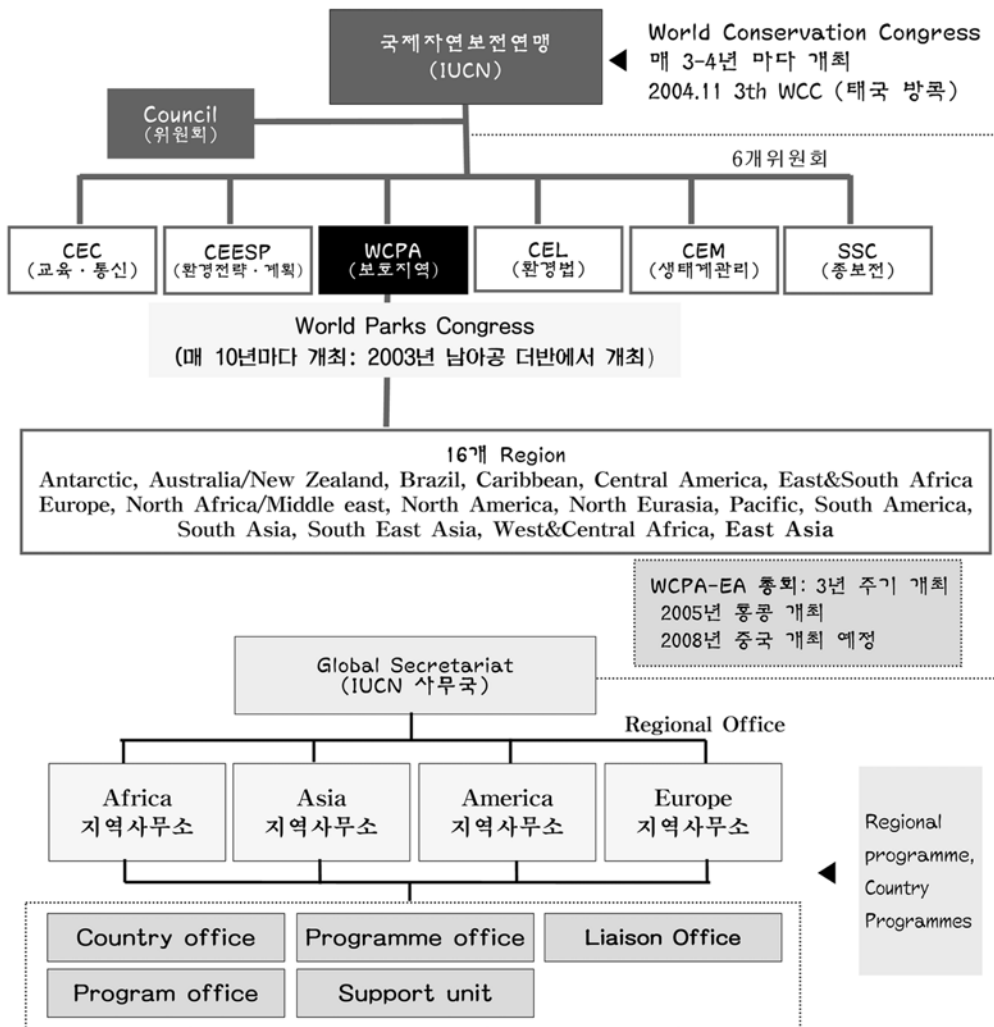 국제자연보전연맹
(IUCN)
World Conservation Congress
매 3-4년 마다 개최
2004.11 3th WCC (태국 방콕)
Council
(위원회)
6개위원회
CEC
(교육·통신)
CEESP
(환경전략·계획)
WCPA
(보호지역)
CEL
(환경법)
CEM
(생태계관리)
SSC
(종보전)
World Parks Congress
(매 10년마다 개최: 2003년 남아공 더반에서 개최)
16개 Region
Antarctic, Australia/New Zealand, Brazil, Caribbean, Central America, East&South Africa
Europe, North Africa/Middle east, North America, North Eurasia, Pacific, South America,
South Asia, South East Asia, West&Central Africa, East Asia
WCPA-EA 총회: 3년 주기 개최
2005년 홍콩 개최
2008년 중국 개최 예정
Global Secretariat
(IUCN 사무국)
Regional Office
Africa
지역사무소
Asia
지역사무소
America
지역사무소
Europe
지역사무소
Regional
programme,
Country
Programmes
Country office
Programme office
Liaison Office
Program office
Support unit